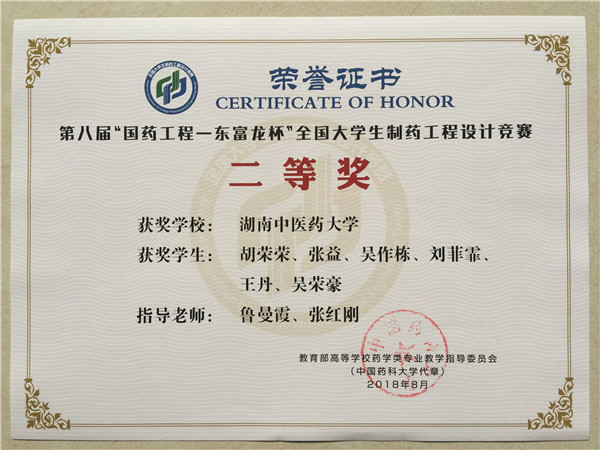 荣誉证书
CERTIFICATE OF HONOR
第八届“国药工程—东富龙杯”全国大学生制药工程设计竞赛
二等奖
获奖学校： 湖南中医药大学
获奖学生： 胡荣荣、张益、吴作栋、刘菲霏、
王丹、吴荣豪
指导老师： 鲁曼霞、张红刚
教育部高等学校药学类专业教学指导委员会
（中国药科大学代章）
2018年8月